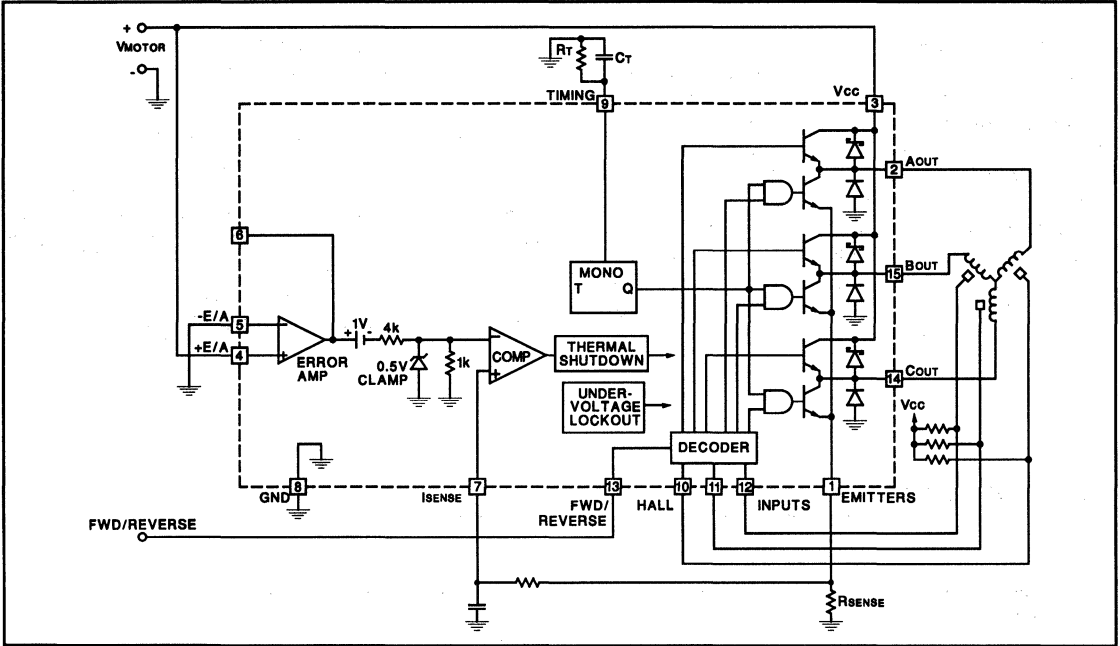 +
VMOTOR
-
RT
CT
TIMING
9
VCC
3
AOUT
2
6
BOUT
15
MONO
T Q
-E/A
5
+E/A
4
-
+
ERROR
AMP
+ 1V -
4k
0.5V
CLAMP
1k
-
+
COMP
THERMAL
SHUTDOWN
UNDER-
VOLTAGE
LOCKOUT
COUT
14
VCC
DECODER
GND
8
ISENSE
7
13
FWD/
REVERSE
HALL
10
11
12
INPUTS
1
EMITTERS
FWD/REVERSE
RSENSE